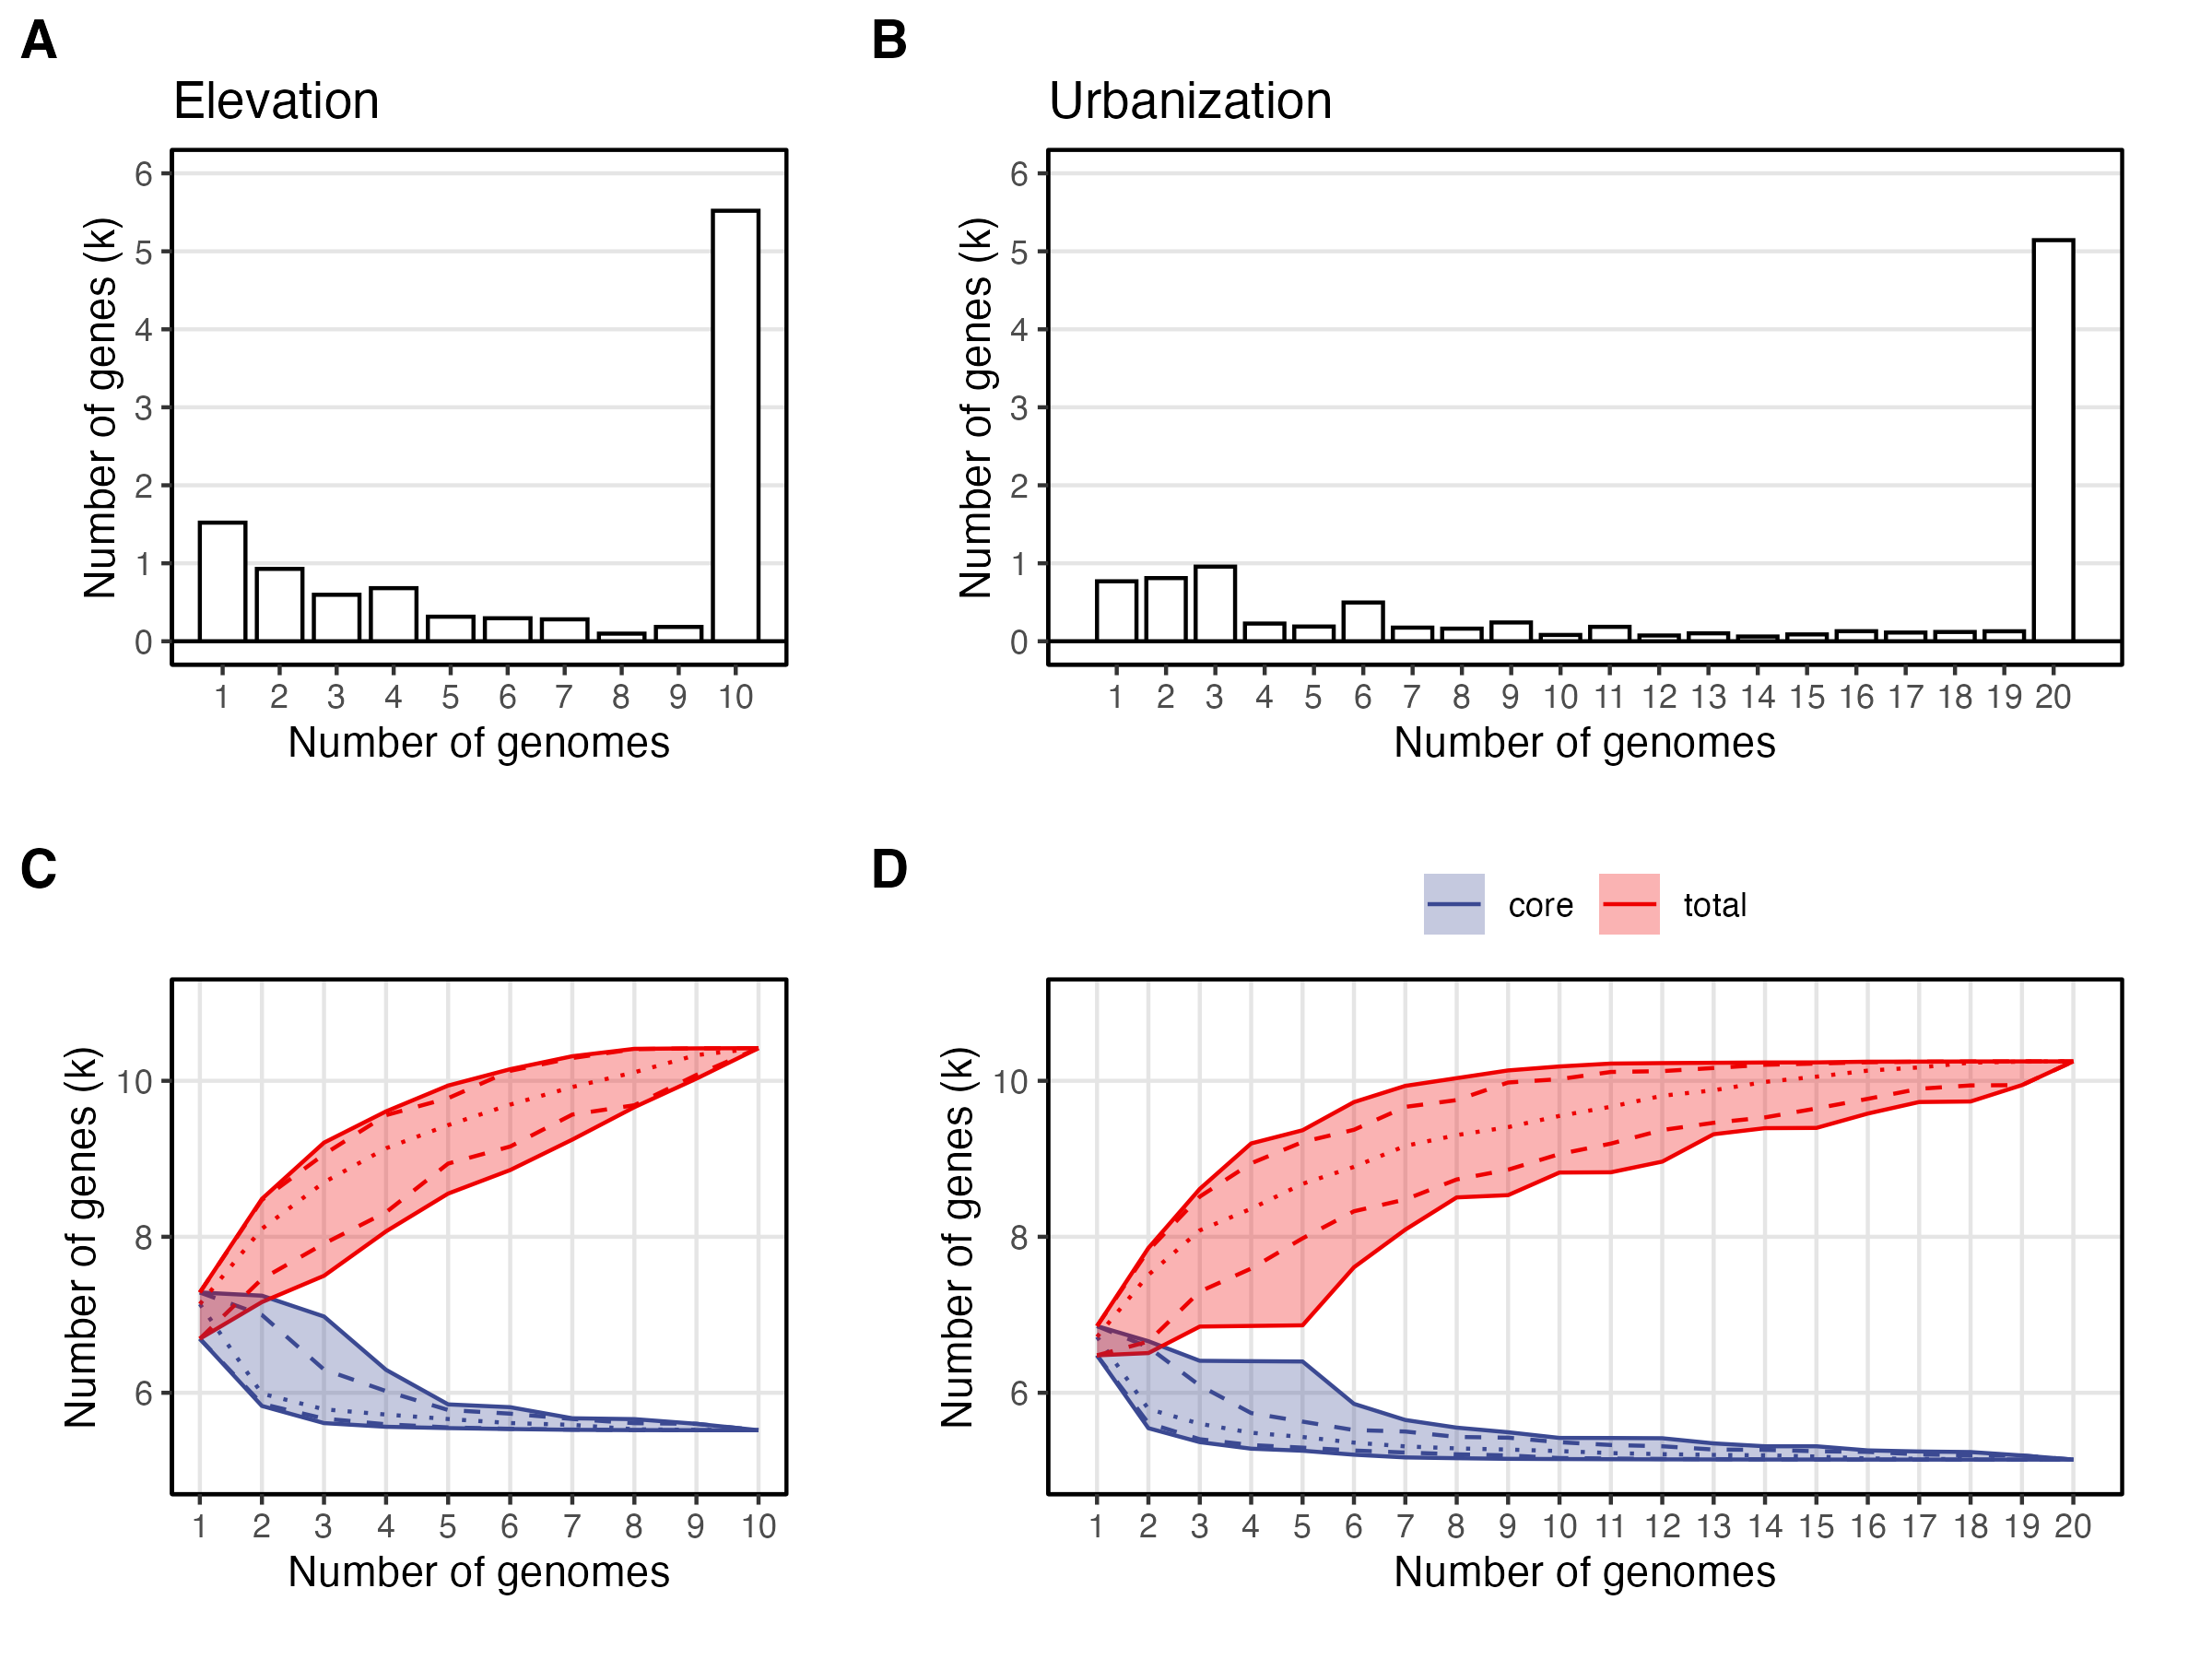 A
B
Elevation
Urbanization
Number of genes (k)
6
5
4
3
2
1
0
1 2 3 4 5 6 7 8 9 10
Number of genomes
Number of genes (k)
6
5
4
3
2
1
0
1 2 3 4 5 6 7 8 9 10 11 12 13 14 15 16 17 18 19 20
Number of genomes
C
D
core total
Number of genes (k)
10
8
6
1 2 3 4 5 6 7 8 9 10
Number of genomes
Number of genes (k)
10
8
6
1 2 3 4 5 6 7 8 9 10 11 12 13 14 15 16 17 18 19 20
Number of genomes